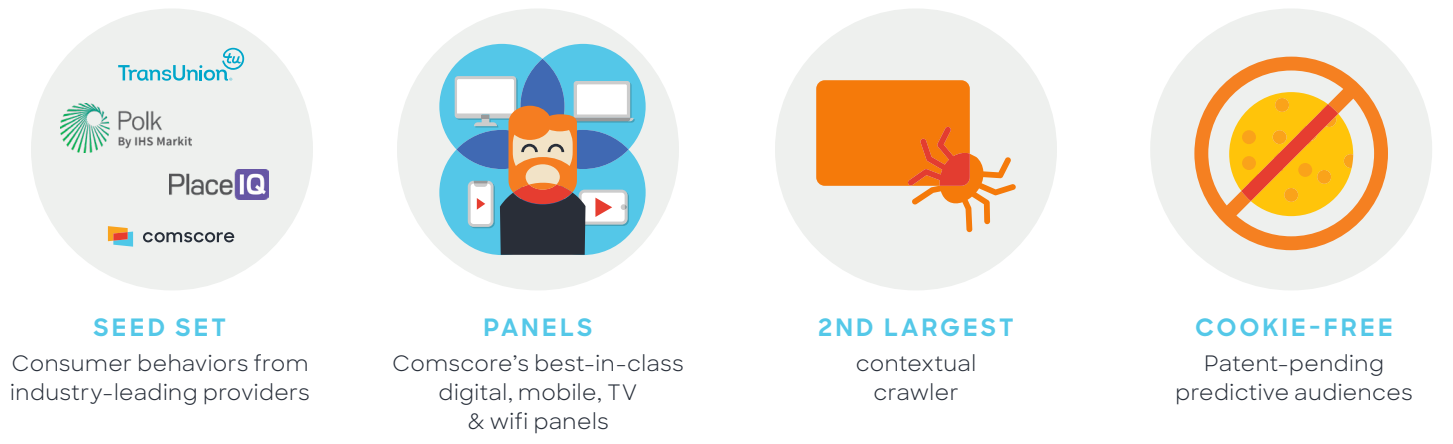 TransUnion
tu
Polk
By IHS Markit
PlaceIQ
comscore
SEED SET
Consumer behaviors from
industry-leading providers
PANELS
Comscore's best-in-class
digital, mobile, TV
& wifi panels
2ND LARGEST
contextual
crawler
COOKIE-FREE
Patent-pending
predictive audiences